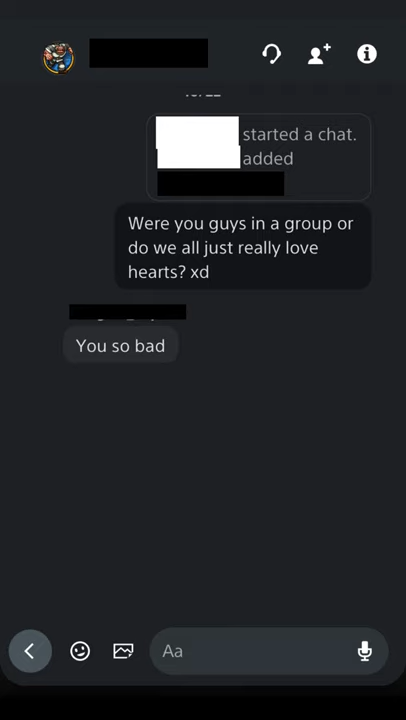 started a chat.
added
Were you guys in a group or
do we all just really love
hearts? xd
You so bad
Aa